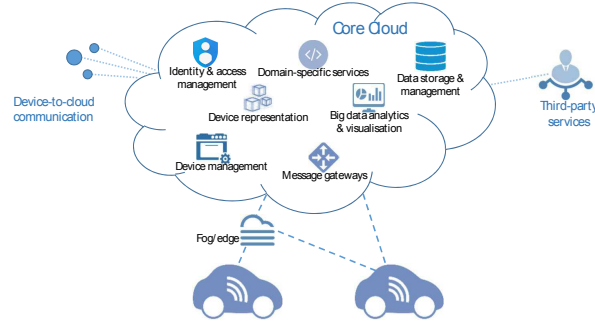 Core Cloud
Identity & access
management
Domain-specific services
Data storage &
management
Device-to-cloud
communication
Device representation
Big data analytics
& visualisation
Third-party
services
Device management
Message gateways
Fog/edge